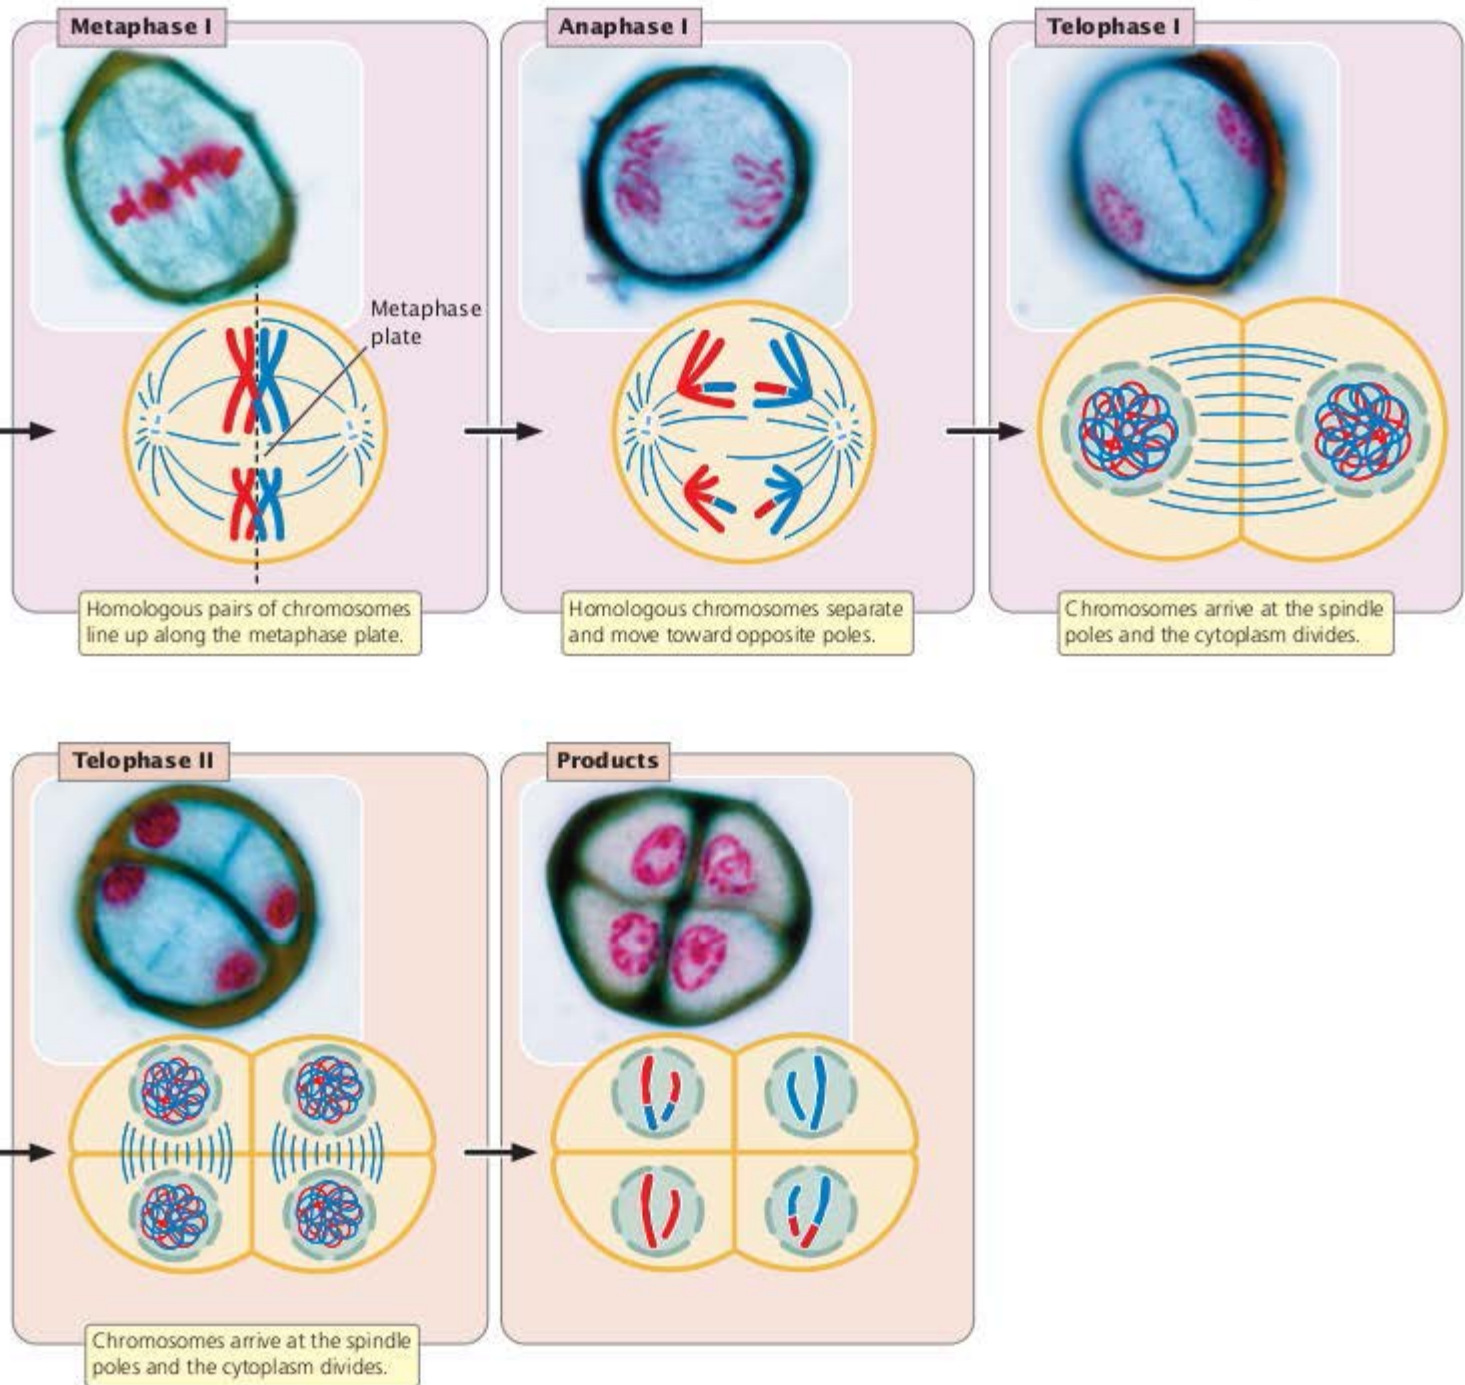 Metaphase I
Anaphase I
Telophase I
Metaphase
plate
Homologous pairs of chromosomes
line up along the metaphase plate.
Homologous chromosomes separate
and move toward opposite poles.
Chromosomes arrive at the spindle
poles and the cytoplasm divides.
Telophase II
Products
Chromosomes arrive at the spindle
poles and the cytoplasm divides.